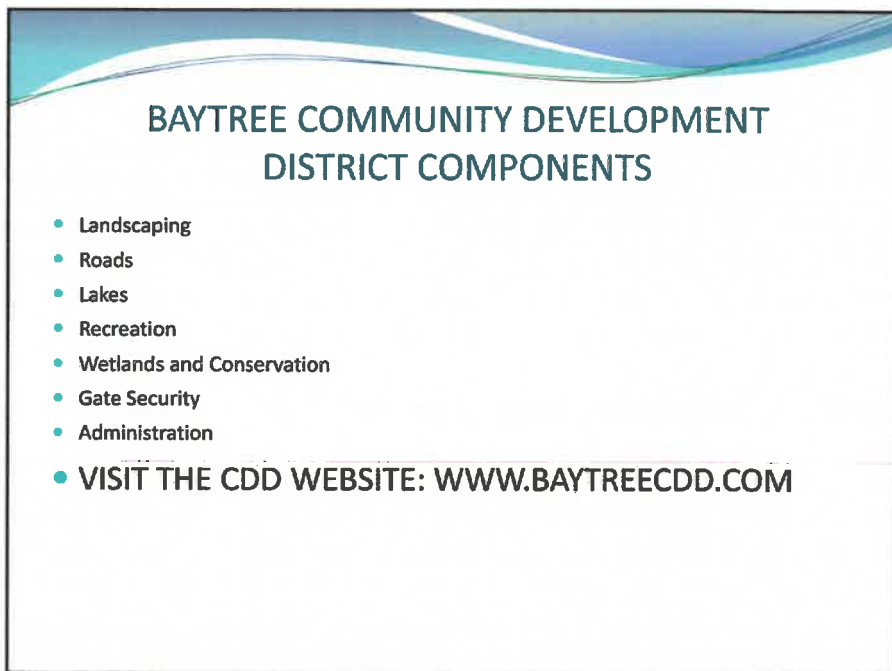 BAYTREE COMMUNITY DEVELOPMENT
DISTRICT COMPONENTS
• Landscaping
• Roads
• Lakes
• Recreation
• Wetlands and Conservation
• Gate Security
• Administration
• VISIT THE CDD WEBSITE: WWW.BAYTREECDD.COM